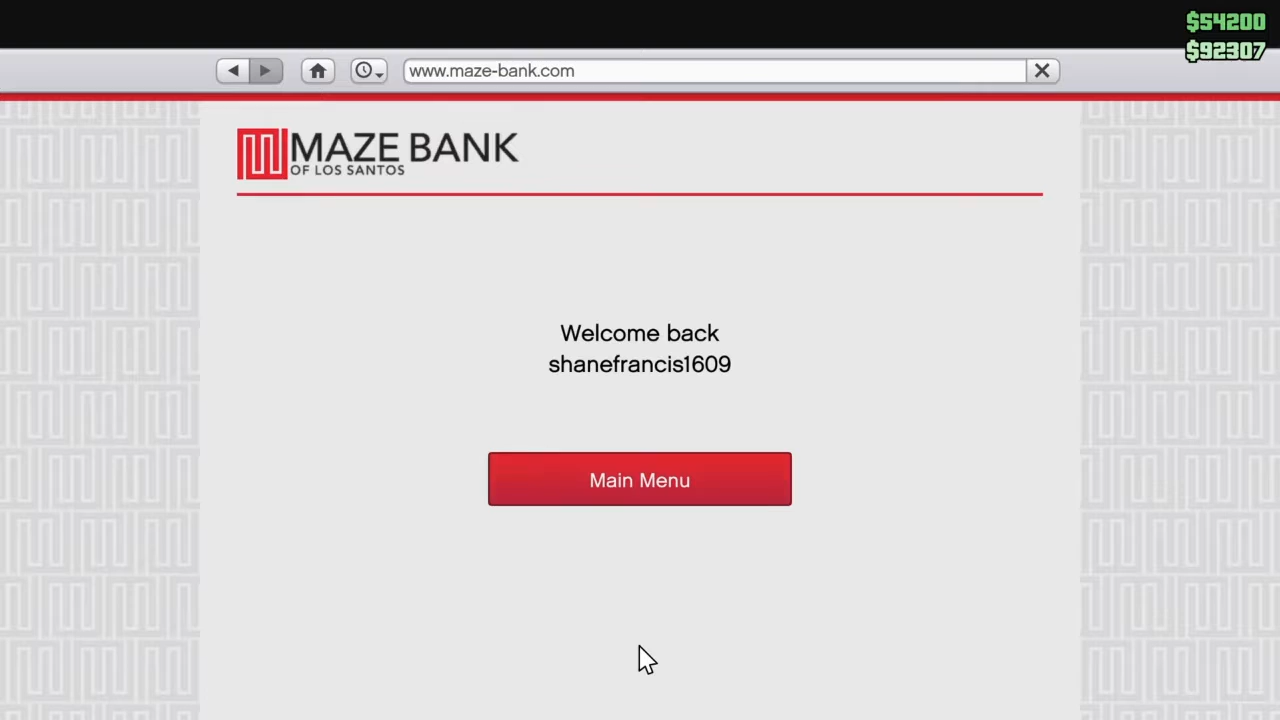 $54200
$92307
www.maze-bank.com
MAZE BANK
OF LOS SANTOS
Welcome back
shanefrancis1609
Main Menu